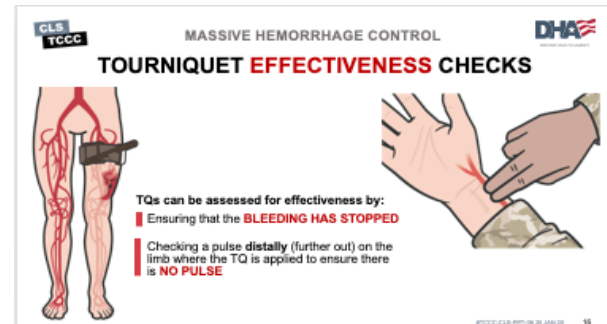 CLS
TCCC
MASSIVE HEMORRHAGE CONTROL
DHA
TOURNIQUET EFFECTIVENESS CHECKS
TQs can be assessed for effectiveness by:
Ensuring that the BLEEDING HAS STOPPED
Checking a pulse distally (further out) on the
limb where the TQ is applied to ensure there
is NO PULSE
16